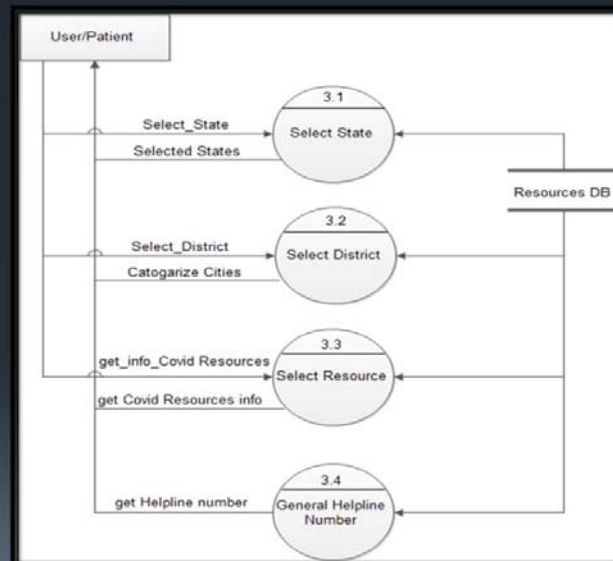 User/Patient
3.1
Select_State
Select State
Selected States
Resources DB
3.2
Select_District
Select District
Catogarize Cities
3.3
get_info_Covid Resources
Select Resource
get Covid Resources info
3.4
get Helpline number
General Helpline
Number